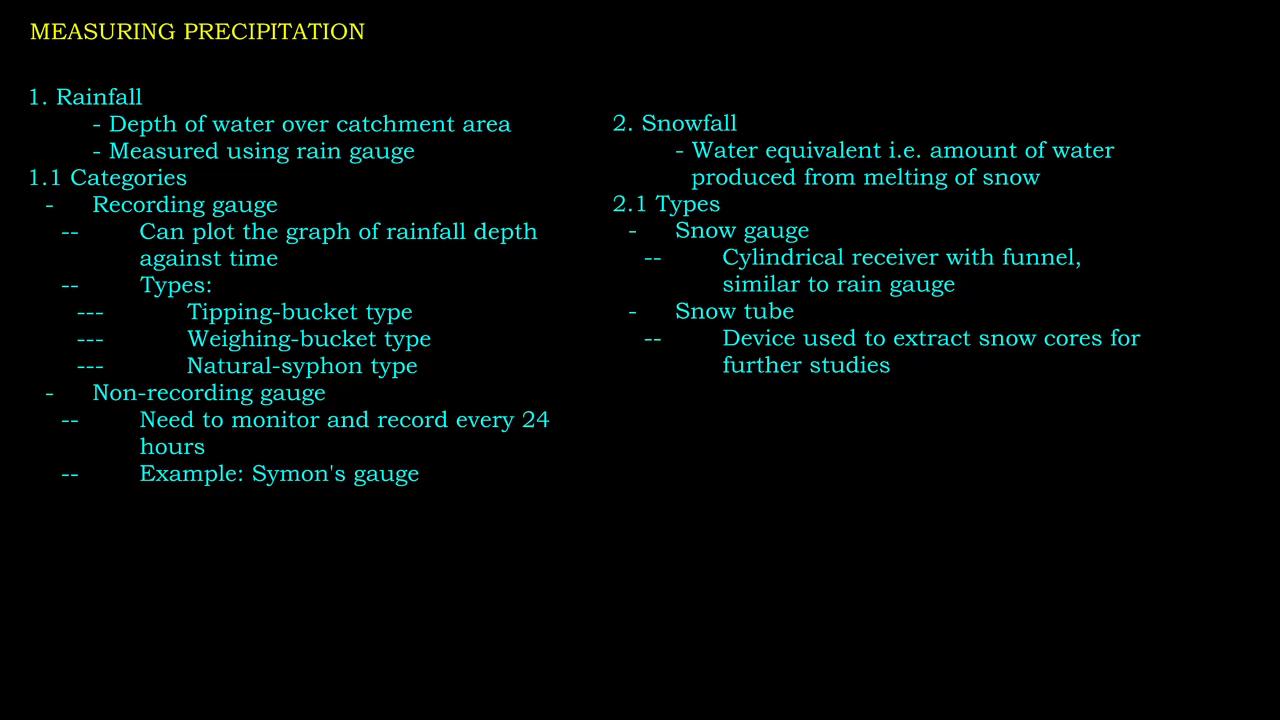 MEASURING PRECIPITATION
1. Rainfall
- Depth of water over catchment area
- Measured using rain gauge
1.1 Categories
- Recording gauge
-- Can plot the graph of rainfall depth
against time
-- Types:
--- Tipping-bucket type
--- Weighing-bucket type
--- Natural-syphon type
- Non-recording gauge
-- Need to monitor and record every 24
hours
-- Example: Symon's gauge
2. Snowfall
- Water equivalent i.e. amount of water
produced from melting of snow
2.1 Types
- Snow gauge
-- Cylindrical receiver with funnel,
similar to rain gauge
- Snow tube
-- Device used to extract snow cores for
further studies